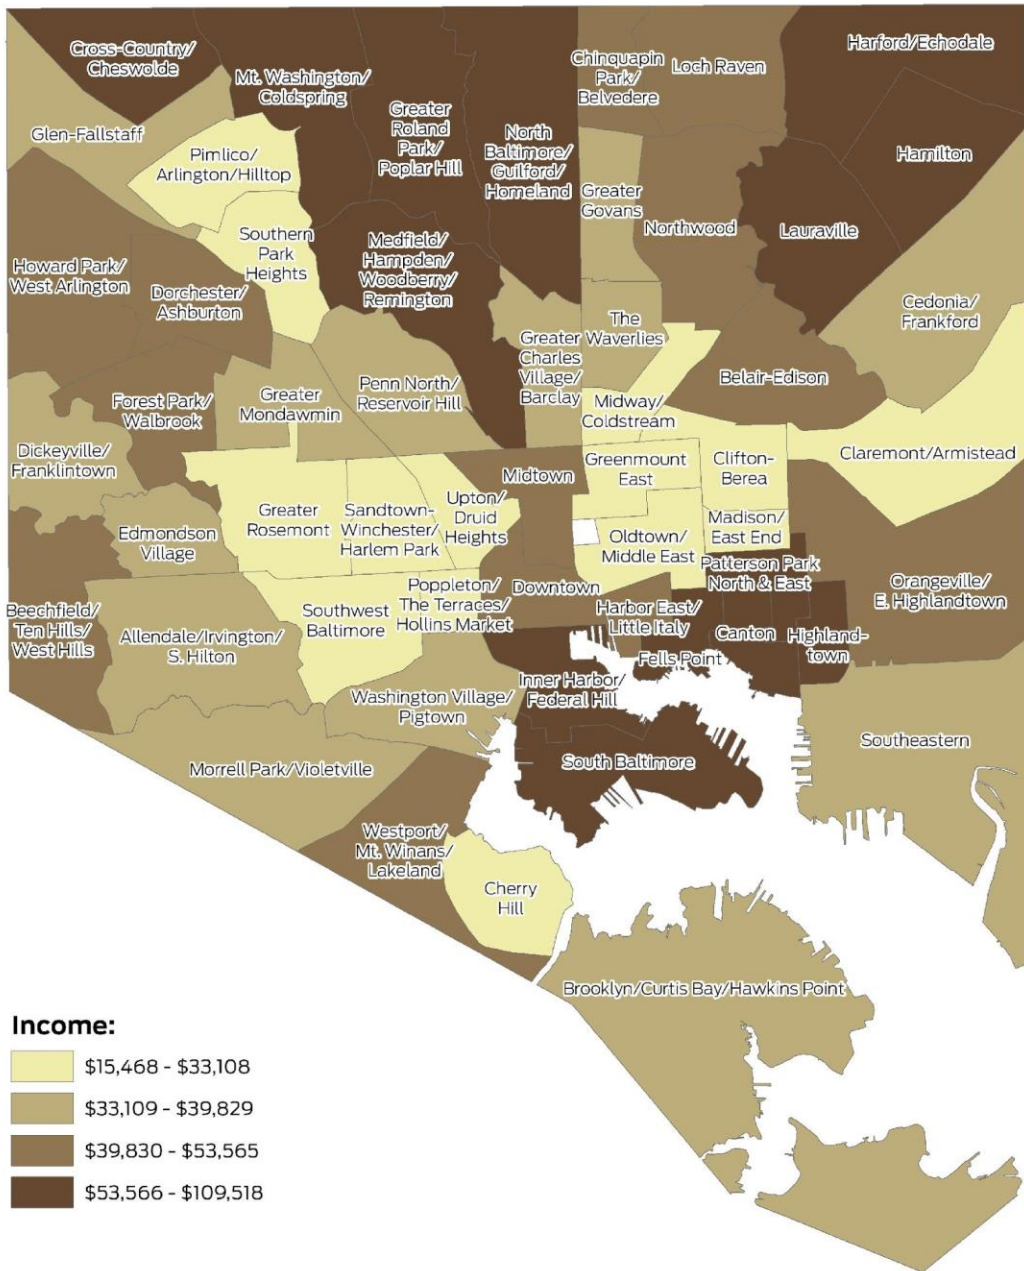 Cross-Country/
Cheswolde
Mt. Washington/
Coldspring
Greater
Roland
Park/
Poplar Hill
North
Baltimore/
Guilford/
Homeland
Chinquapin
Park/
Belvedere
Loch Raven
Harford/Echodale
Glen-Fallstaff
Pimlico/
Arlington/Hilltop
Hamilton
Greater
Govans
Northwood
Lauraville
Southern
Park
Heights
Medfield/
Hampden/
Woodberry/
Remington
Howard Park/
West Arlington
Dorchester/
Ashburton
Cedonia/
Frankford
The
Waverlies
Greater
Charles
Village/
Barclay
Penn North/
Reservoir Hill
Belair-Edison
Greater
Mondawmin
Forest Park/
Walbrook
Midway/
Coldstream
Dickeyville/
Franklintown
Claremont/Armistead
Midtown
Greenmount
East
Clifton-
Berea
Greater
Rosemont
Sandtown-
Winchester/
Harlem Park
Upton/
Druid
Heights
Edmondson
Village
Oldtown/
Middle East
Madison/
East End
Patterson Park
North & East
Orangeville/
E. Highlandtown
Beechfield/
Ten Hills/
West Hills
Allendale/Irvington/
S. Hilton
Southwest
Baltimore
Poppleton/
The Terraces/
Hollins Market
Downtown
Harbor East/
Little Italy
Canton
Highland-
town
Fells Point
Inner Harbor/
Federal Hill
Washington Village/
Pigtown
Southeastern
Morrell Park/Violetville
South Baltimore
Westport/
Mt. Winans/
Lakeland
Cherry
Hill
Brooklyn/Curtis Bay/Hawkins Point
Income:
$15,468 - $33,108
$33,109 - $39,829
$39,830 - $53,565
$53,566 - $109,518